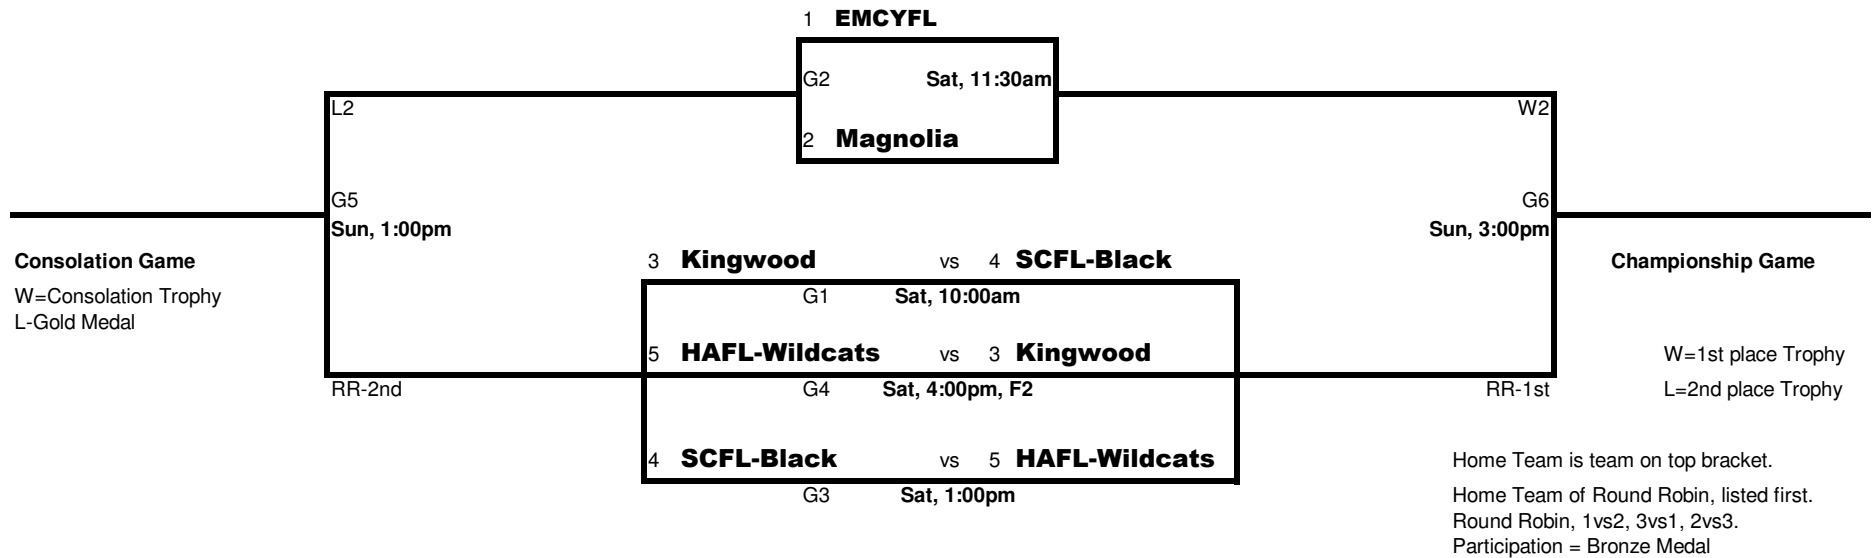 1 EMCYFL
G2 Sat, 11:30am
L2 W2
2 Magnolia
G5 G6
Sun, 1:00pm Sun, 3:00pm
Consolation Game 3 Kingwood vs 4 SCFL-Black Championship Game
W=Consolation Trophy G1 Sat, 10:00am
L-Gold Medal
5 HAFL-Wildcats vs 3 Kingwood W=1st place Trophy
RR-2nd G4 Sat, 4:00pm, F2 RR-1st L=2nd place Trophy
4 SCFL-Black vs 5 HAFL-Wildcats Home Team is team on top bracket.
G3 Sat, 1:00pm Home Team of Round Robin, listed first.
Round Robin, 1vs2, 3vs1, 2vs3.
Participation = Bronze Medal